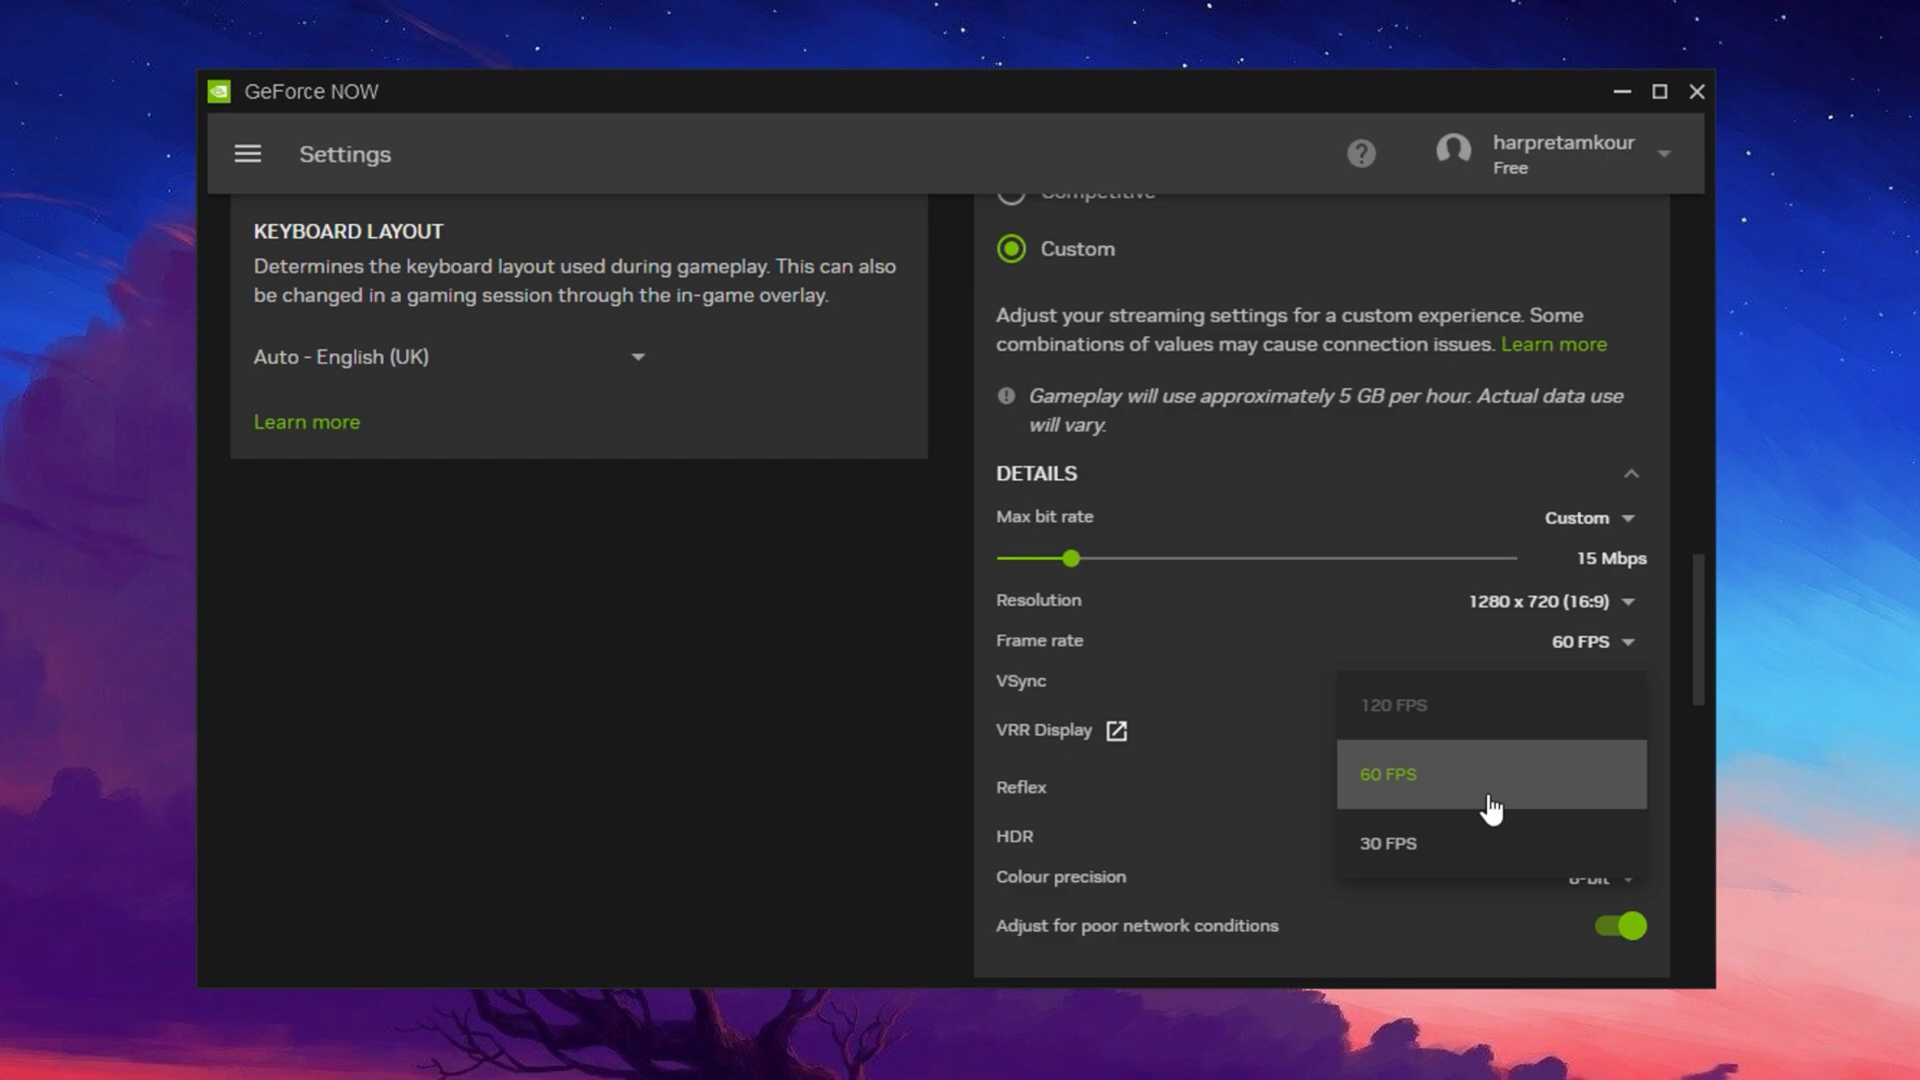 GeForce NOW
Settings
harpretamkour
Free
KEYBOARD LAYOUT
Determines the keyboard layout used during gameplay. This can also
be changed in a gaming session through the in-game overlay.
Auto - English (UK)
Learn more
Competitive
Custom
Adjust your streaming settings for a custom experience. Some
combinations of values may cause connection issues. Learn more
Gameplay will use approximately 5 GB per hour. Actual data use
will vary.
DETAILS
Max bit rate
Custom
15 Mbps
Resolution
1280 x 720 (16:9)
Frame rate
60 FPS
VSync
120 FPS
VRR Display
60 FPS
Reflex
HDR
30 FPS
Colour precision
8-bit
Adjust for poor network conditions